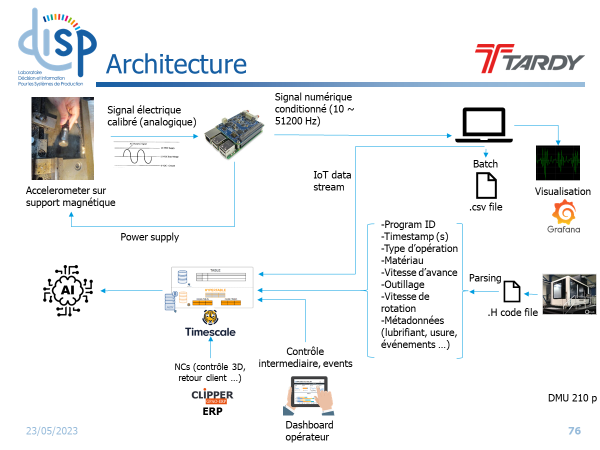 disp
Laboratoire
Décision et Information
Pour les Systèmes de Production
Architecture
TARDY
Signal électrique
calibré (analogique)
Signal numérique
conditionné (10 ~
51200 Hz)
Accelerometer sur
support magnétique
Power supply
IoT data
stream
Batch
.csv file
Visualisation
Grafana
-Program ID
-Timestamp (s)
-Type d'opération
-Matériau
-Vitesse d'avance
-Outillage
-Vitesse de
rotation
-Métadonnées
(lubrifiant, usure,
événements ...)
Parsing
.H code file
DMU 210 p
AI
TABLE
HYPERTABLE
Timescale
NCs (contrôle 3D,
retour client ...)
CLIPPER
ERP
Contrôle
intermediaire, events
Dashboard
opérateur
23/05/2023
76